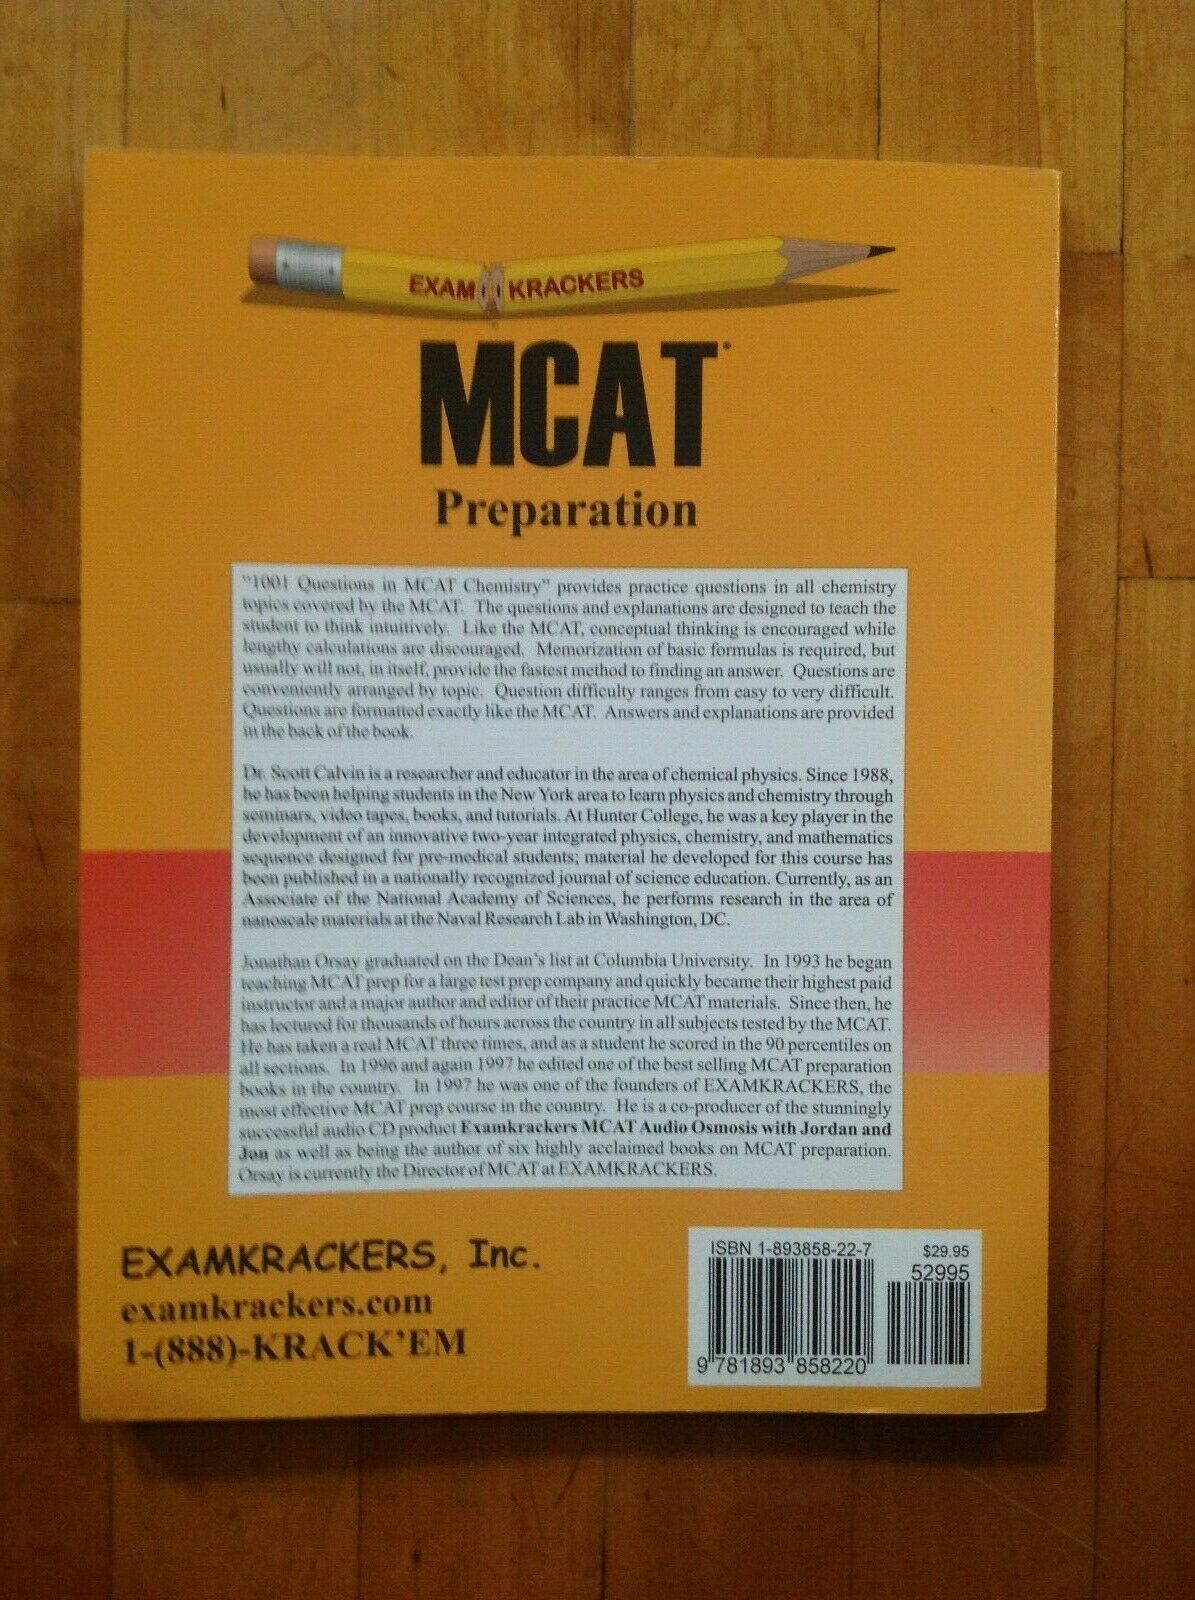 EXAM KRACKERS
MCAT®
Preparation
"1001 Questions in MCAT Chemistry" provides practice questions in all chemistry
topics covered by the MCAT. The questions and explanations are designed to teach the
student to think intuitively. Like the MCAT, conceptual thinking is encouraged while
lengthy calculations are discouraged. Memorization of basic formulas is required, but
usually will not, in itself, provide the fastest method to finding an answer. Questions are
conveniently arranged by topic. Question difficulty ranges from easy to very difficult.
Questions are formatted exactly like the MCAT. Answers and explanations are provided
in the back of the book.
Dr. Scott Calvin is a researcher and educator in the area of chemical physics. Since 1988,
he has been helping students in the New York area to learn physics and chemistry through
seminars, video tapes, books, and tutorials. At Hunter College, he was a key player in the
development of an innovative two-year integrated physics, chemistry, and mathematics
sequence designed for pre-medical students; material he developed for this course has
been published in a nationally recognized journal of science education. Currently, as an
Associate of the National Academy of Sciences, he performs research in the area of
nanoscale materials at the Naval Research Lab in Washington, DC.
Jonathan Orsay graduated on the Dean's list at Columbia University. In 1993 he began
teaching MCAT prep for a large test prep company and quickly became their highest paid
instructor and a major author and editor of their practice MCAT materials. Since then, he
has lectured for thousands of hours across the country in all subjects tested by the MCAT.
He has taken a real MCAT three times, and as a student he scored in the 90 percentiles on
all sections. In 1996 and again 1997 he edited one of the best selling MCAT preparation
books in the country. In 1997 he was one of the founders of EXAMKRACKERS, the
most effective MCAT prep course in the country. He is a co-producer of the stunningly
successful audio CD product Examkrackers MCAT Audio Osmosis with Jordan and
Jon as well as being the author of six highly acclaimed books on MCAT preparation.
Orsay is currently the Director of MCAT at EXAMKRACKERS.
EXAMKRACKERS, Inc.
examkrackers.com
1-(888)-KRACK'EM
ISBN 1-893858-22-7
$29.95
52995
9 781893 858220